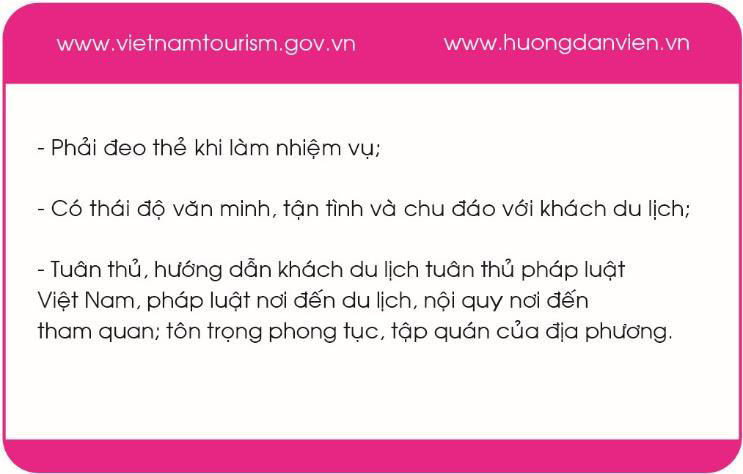 www.vietnamtourism.gov.vn www.huongdanvien.vn
- Phải đeo thẻ khi làm nhiệm vụ;
- Có thái độ văn minh, tận tình và chu đáo với khách du lịch;
- Tuân thủ, hướng dẫn khách du lịch tuân thủ pháp luật
Việt Nam, pháp luật nơi đến du lịch, nội quy nơi đến
tham quan; tôn trọng phong tục, tập quán của địa phương.